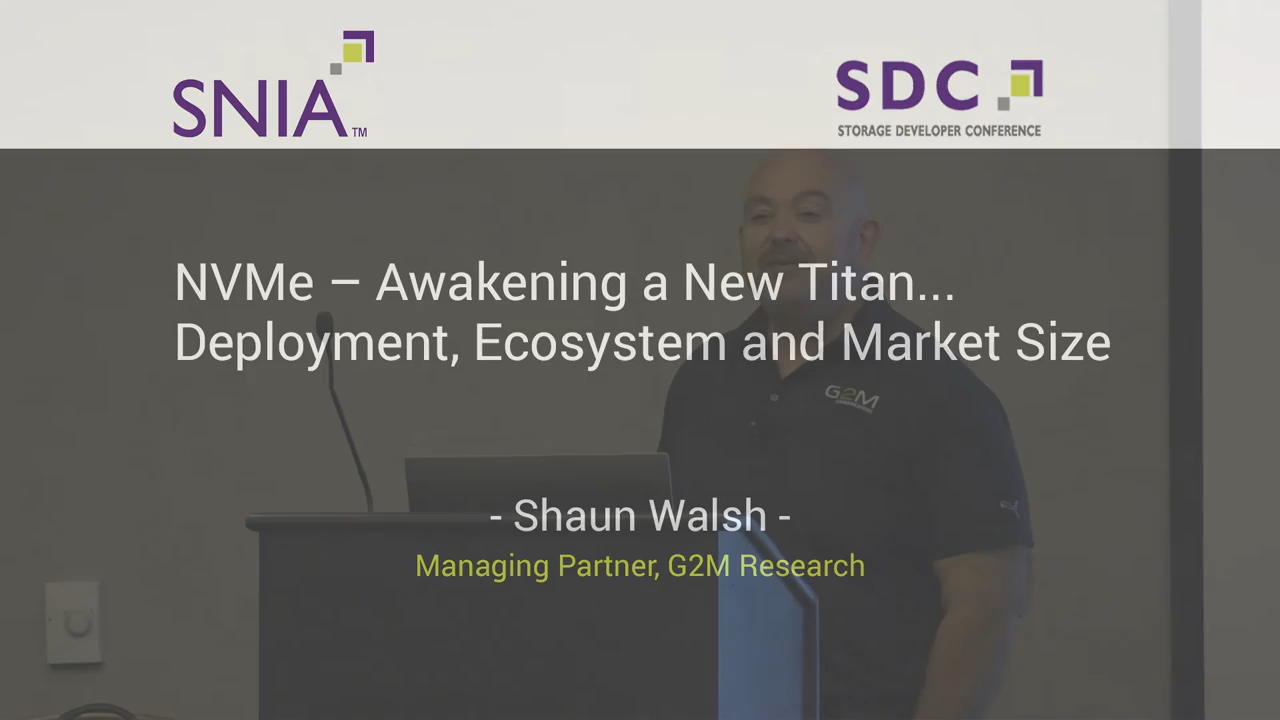 SNIA™
SDC
STORAGE DEVELOPER CONFERENCE
NVMe – Awakening a New Titan...
Deployment, Ecosystem and Market Size
G2M
- Shaun Walsh -
Managing Partner, G2M Research